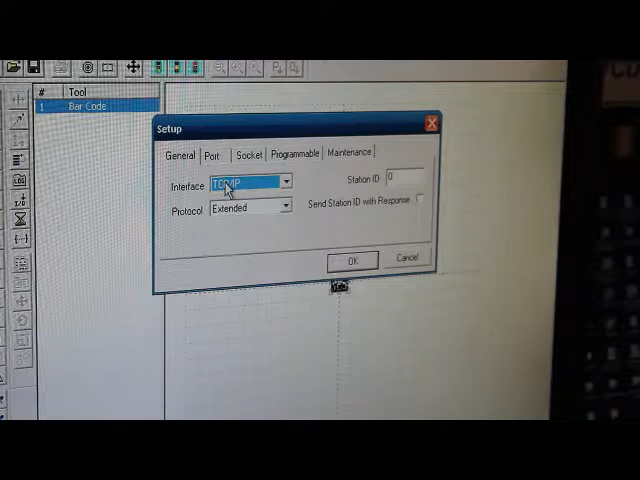 # Tool
1 Bar Code
Setup
General Port Socket Programmable Maintenance
Interface TCP/IP Station ID 0
Protocol Extended Send Station ID with Response
OK Cancel
LOG
I/O